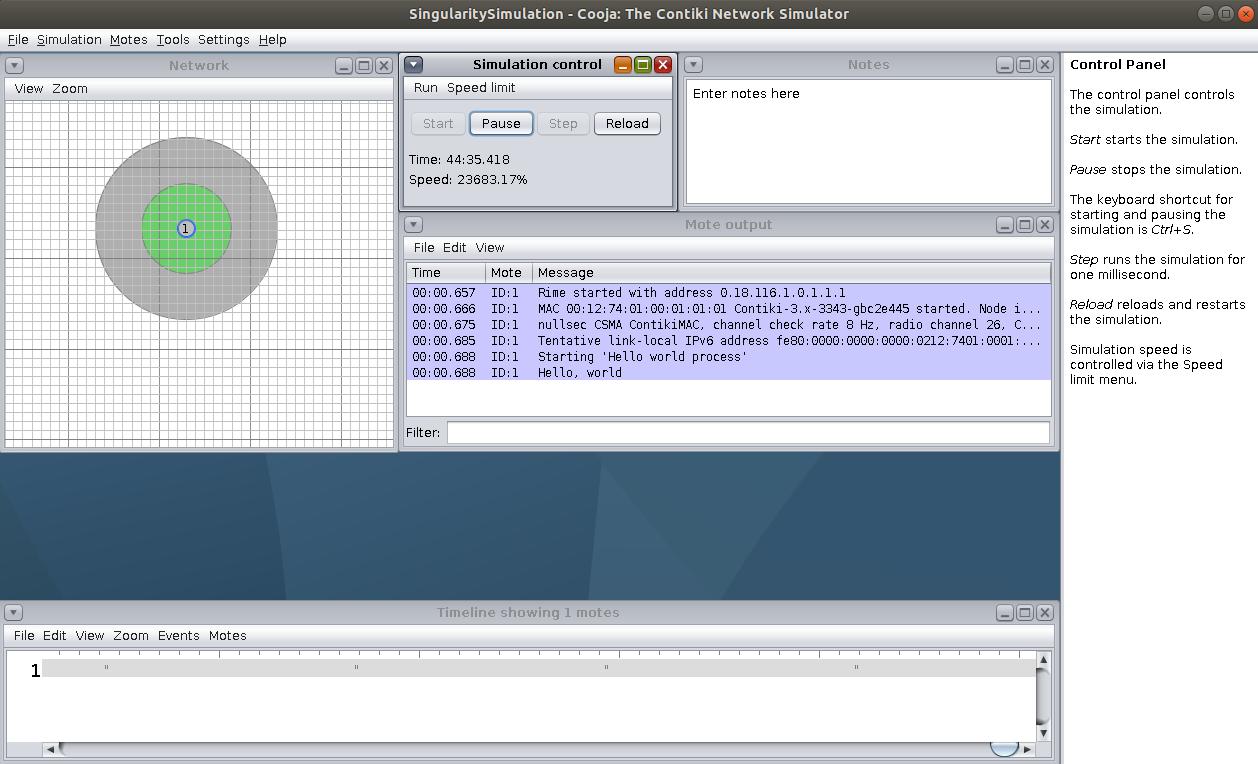 SingularitySimulation - Cooja: The Contiki Network Simulator
File Simulation Motes Tools Settings Help
Network
View Zoom
1
Simulation control
Run Speed limit
Start Pause Step Reload
Time: 44:35.418
Speed: 23683.17%
Notes
Enter notes here
Mote output
File Edit View
Time Mote Message
00:00.657 ID:1 Rime started with address 0.18.116.1.0.1.1.1
00:00.666 ID:1 MAC 00:12:74:01:00:01:01:01 Contiki-3.x-3343-gbc2e445 started. Node i...
00:00.675 ID:1 nullsec CSMA ContikiMAC, channel check rate 8 Hz, radio channel 26, C...
00:00.685 ID:1 Tentative link-local IPv6 address fe80:0000:0000:0000:0212:7401:0001:...
00:00.688 ID:1 Starting 'Hello world process'
00:00.688 ID:1 Hello, world
Filter:
Timeline showing 1 motes
File Edit View Zoom Events Motes
1
Control Panel
The control panel controls
the simulation.
Start starts the simulation.
Pause stops the simulation.
The keyboard shortcut for
starting and pausing the
simulation is Ctrl+S.
Step runs the simulation for
one millisecond.
Reload reloads and restarts
the simulation.
Simulation speed is
controlled via the Speed
limit menu.